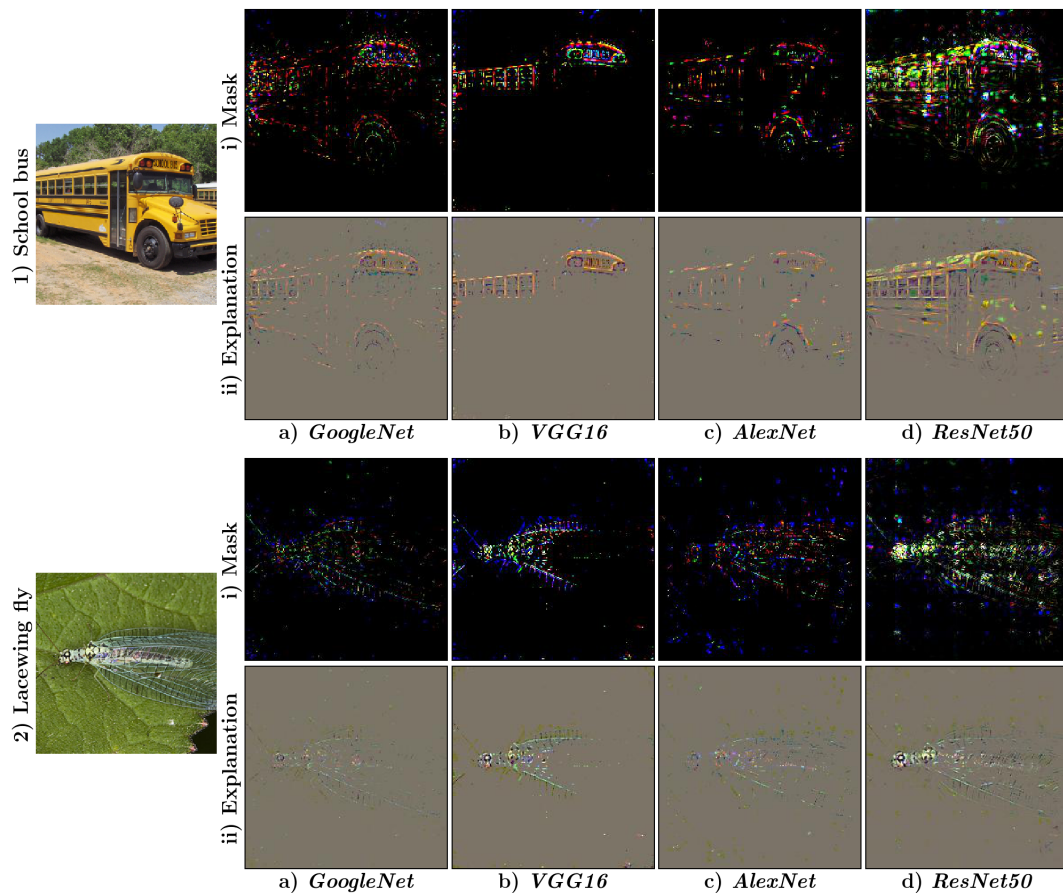 1) School bus
i) Mask
ii) Explanation
a) GoogleNet
b) VGG16
c) AlexNet
d) ResNet50
2) Lacewing fly
i) Mask
ii) Explanation
a) GoogleNet
b) VGG16
c) AlexNet
d) ResNet50